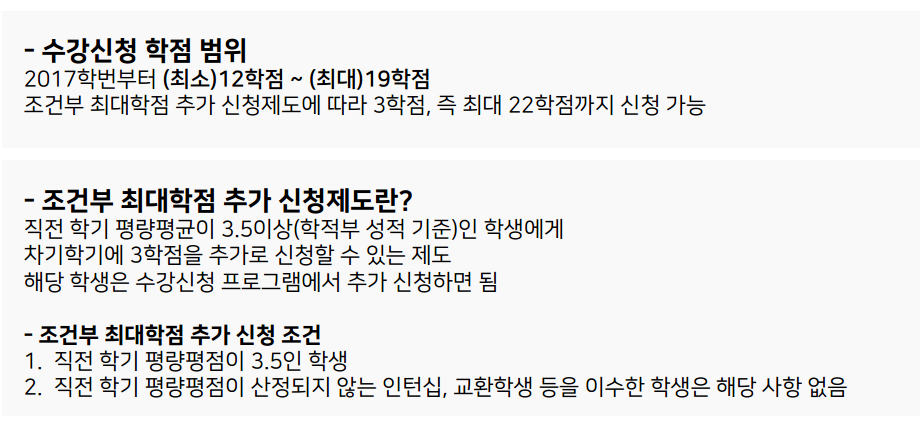 - 수강신청 학점 범위
2017학번부터 (최소)12학점 ~ (최대)19학점
조건부 최대학점 추가 신청제도에 따라 3학점, 즉 최대 22학점까지 신청 가능
- 조건부 최대학점 추가 신청제도란?
직전 학기 평량평균이 3.5이상(학적부 성적 기준)인 학생에게
차기학기에 3학점을 추가로 신청할 수 있는 제도
해당 학생은 수강신청 프로그램에서 추가 신청하면 됨
- 조건부 최대학점 추가 신청 조건
1. 직전 학기 평량평점이 3.5인 학생
2. 직전 학기 평량평점이 산정되지 않는 인턴십, 교환학생 등을 이수한 학생은 해당 사항 없음